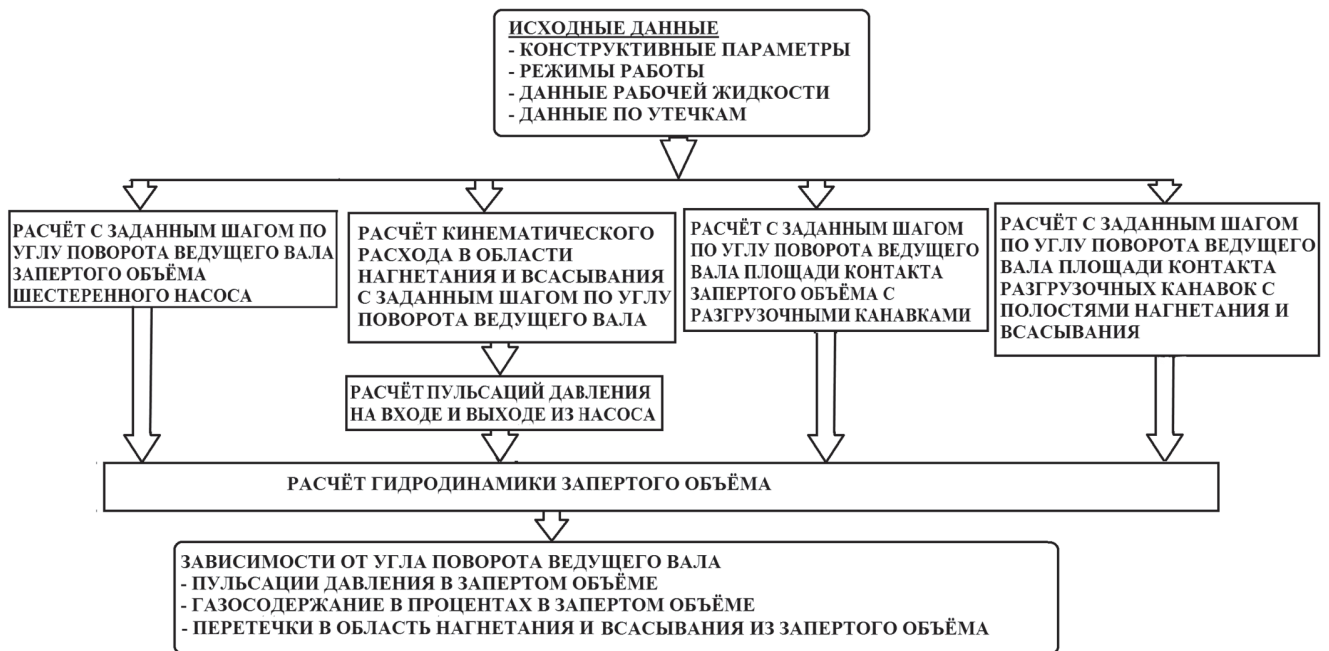 ИСХОДНЫЕ ДАННЫЕ
- КОНСТРУКТИВНЫЕ ПАРАМЕТРЫ
- РЕЖИМЫ РАБОТЫ
- ДАННЫЕ РАБОЧЕЙ ЖИДКОСТИ
- ДАННЫЕ ПО УТЕЧКАМ
РАСЧЁТ С ЗАДАННЫМ ШАГОМ ПО
УГЛУ ПОВОРОТА ВЕДУЩЕГО ВАЛА
ЗАПЕРТОГО ОБЪЁМА
ШЕСТЕРЕННОГО НАСОСА
РАСЧЁТ КИНЕМАТИЧЕСКОГО
РАСХОДА В ОБЛАСТИ
НАГНЕТАНИЯ И ВСАСЫВАНИЯ
С ЗАДАННЫМ ШАГОМ ПО УГЛУ
ПОВОРОТА ВЕДУЩЕГО ВАЛА
РАСЧЁТ С ЗАДАННЫМ ШАГОМ
ПО УГЛУ ПОВОРОТА ВЕДУЩЕГО
ВАЛА ПЛОЩАДИ КОНТАКТА
ЗАПЕРТОГО ОБЪЁМА С
РАЗГРУЗОЧНЫМИ КАНАВКАМИ
РАСЧЁТ С ЗАДАННЫМ ШАГОМ
ПО УГЛУ ПОВОРОТА ВЕДУЩЕГО
ВАЛА ПЛОЩАДИ КОНТАКТА
РАЗГРУЗОЧНЫХ КАНАВОК С
ПОЛОСТЯМИ НАГНЕТАНИЯ И
ВСАСЫВАНИЯ
РАСЧЁТ ПУЛЬСАЦИЙ ДАВЛЕНИЯ
НА ВХОДЕ И ВЫХОДЕ ИЗ НАСОСА
РАСЧЁТ ГИДРОДИНАМИКИ ЗАПЕРТОГО ОБЪЁМА
ЗАВИСИМОСТИ ОТ УГЛА ПОВОРОТА ВЕДУЩЕГО ВАЛА
- ПУЛЬСАЦИИ ДАВЛЕНИЯ В ЗАПЕРТОМ ОБЪЁМЕ
- ГАЗОСОДЕРЖАНИЕ В ПРОЦЕНТАХ В ЗАПЕРТОМ ОБЪЁМЕ
- ПЕРЕТЕЧКИ В ОБЛАСТЬ НАГНЕТАНИЯ И ВСАСЫВАНИЯ ИЗ ЗАПЕРТОГО ОБЪЁМА